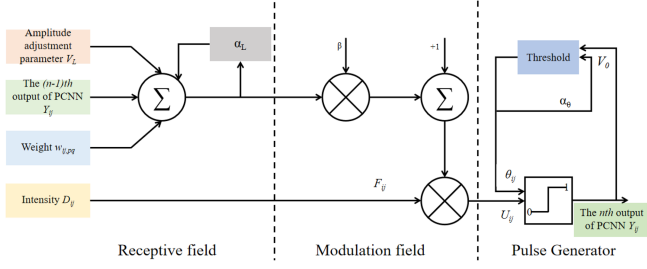 Amplitude
adjustment
parameter V_L
The (n-1)th
output of PCNN
Y_ij
Weight w_ij,pq
Intensity D_ij
α_L
Σ
β
+1
Σ
F_ij
Threshold
V_θ
α_θ
θ_ij
U_ij
0
1
The nth output
of PCNN Y_ij
Receptive field
Modulation field
Pulse Generator